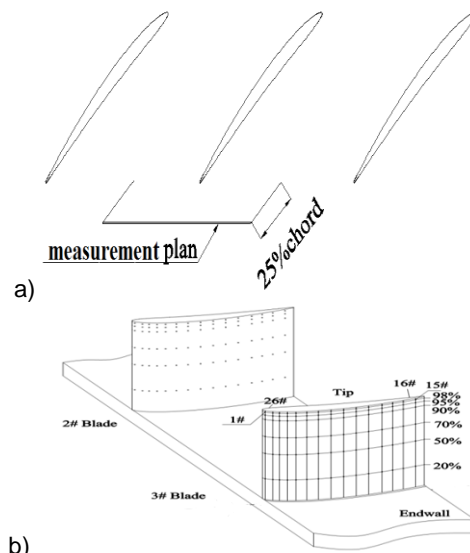 measurement plan
25%chord
a)
16# 15#
26# Tip 98%
1# 95%
90%
2# Blade 70%
50%
3# Blade 20%
Endwall
b)